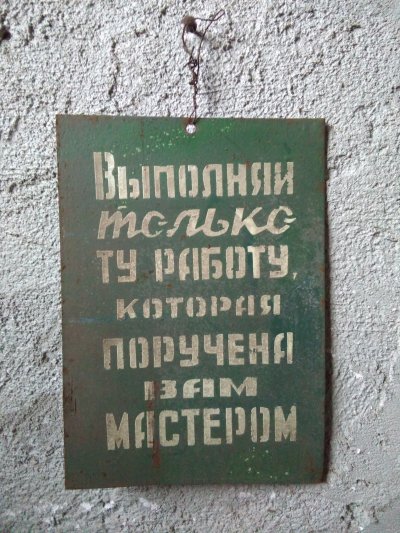 Выполняй
только
ту работу,
которая
поручена
вам
мастером